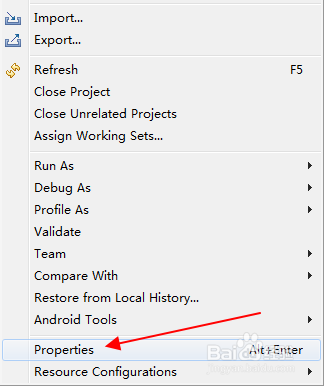 Import...
Export...
Refresh F5
Close Project
Close Unrelated Projects
Assign Working Sets...
Run As
Debug As
Profile As
Validate
Team
Compare With
Restore from Local History...
Android Tools
Properties Alt+Enter
Resource Configurations